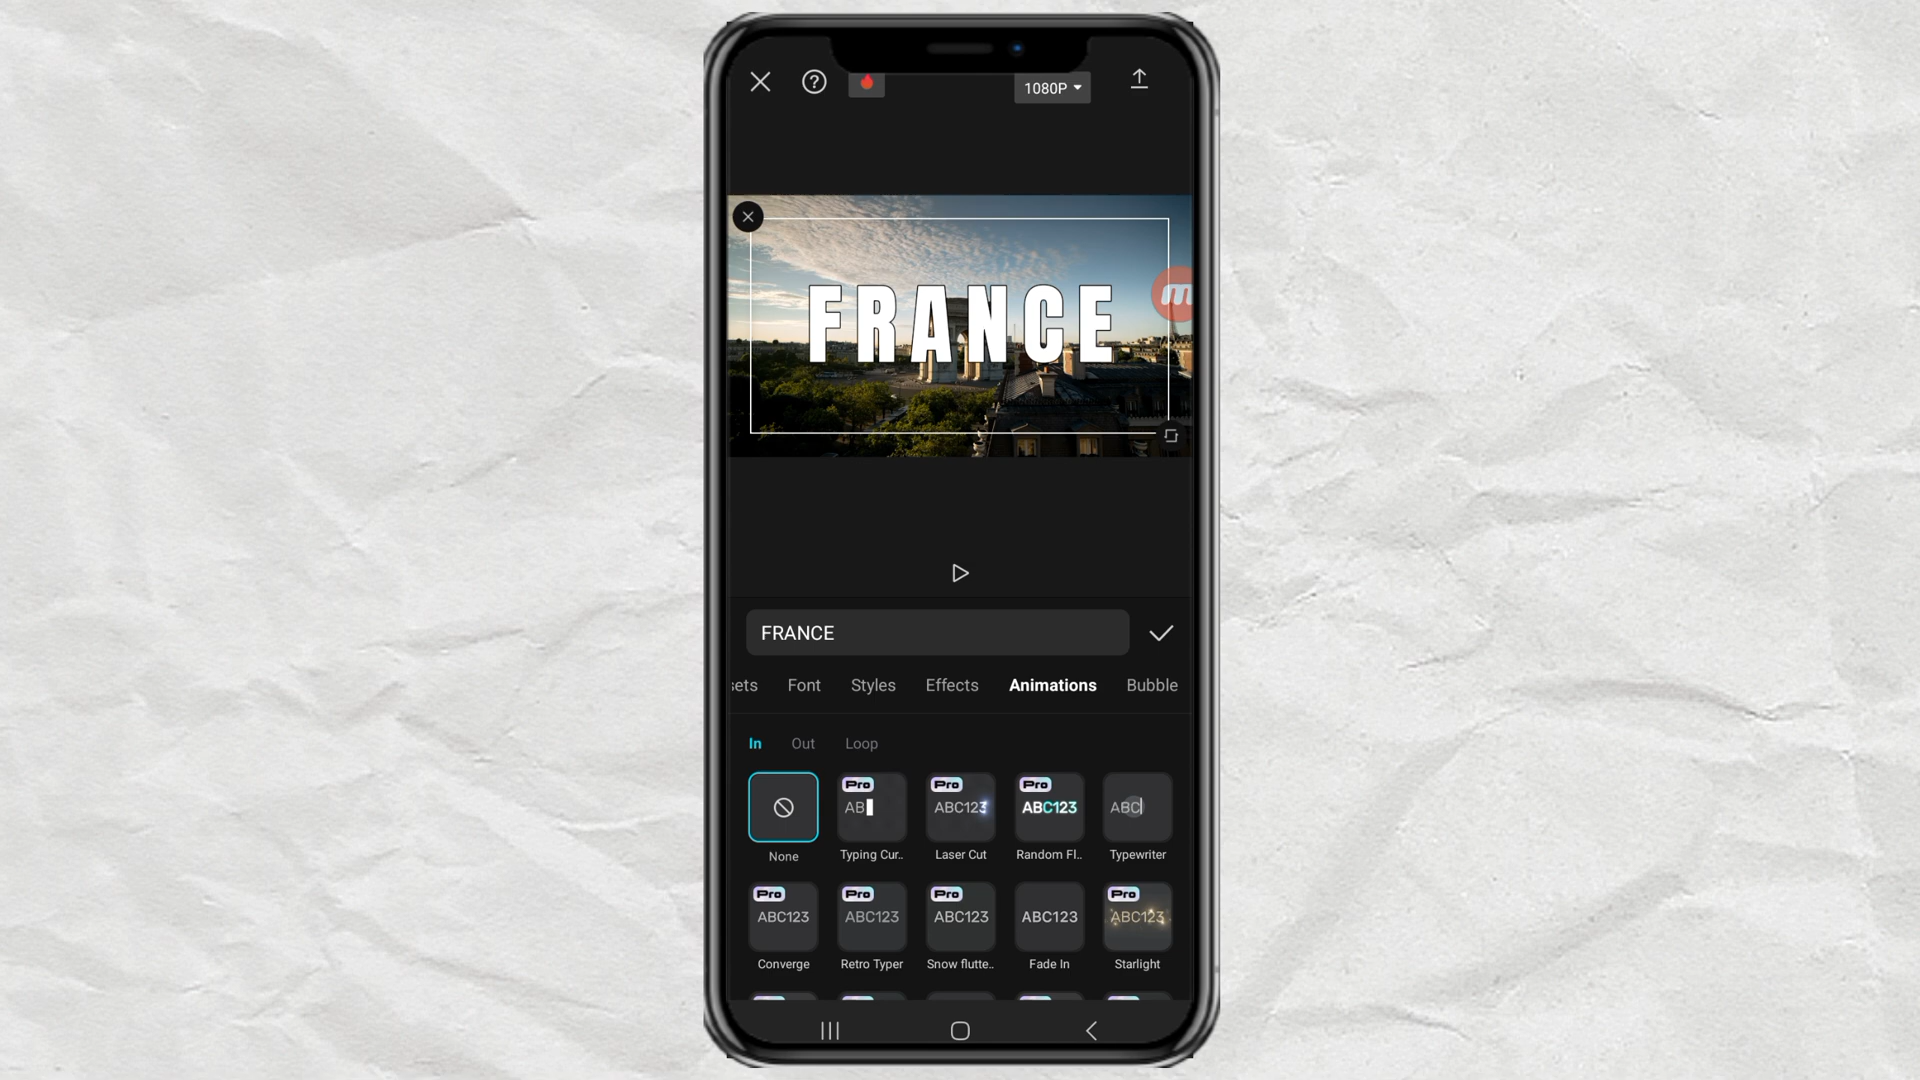 1080P
FRANCE
m
FRANCE
sets Font Styles Effects Animations Bubble
In Out Loop
Pro Pro Pro
AB ABC123 ABC123 ABC
None Typing Cur.. Laser Cut Random Fl.. Typewriter
Pro Pro Pro Pro
ABC123 ABC123 ABC123 ABC123 ABC123
Converge Retro Typer Snow flutte.. Fade In Starlight